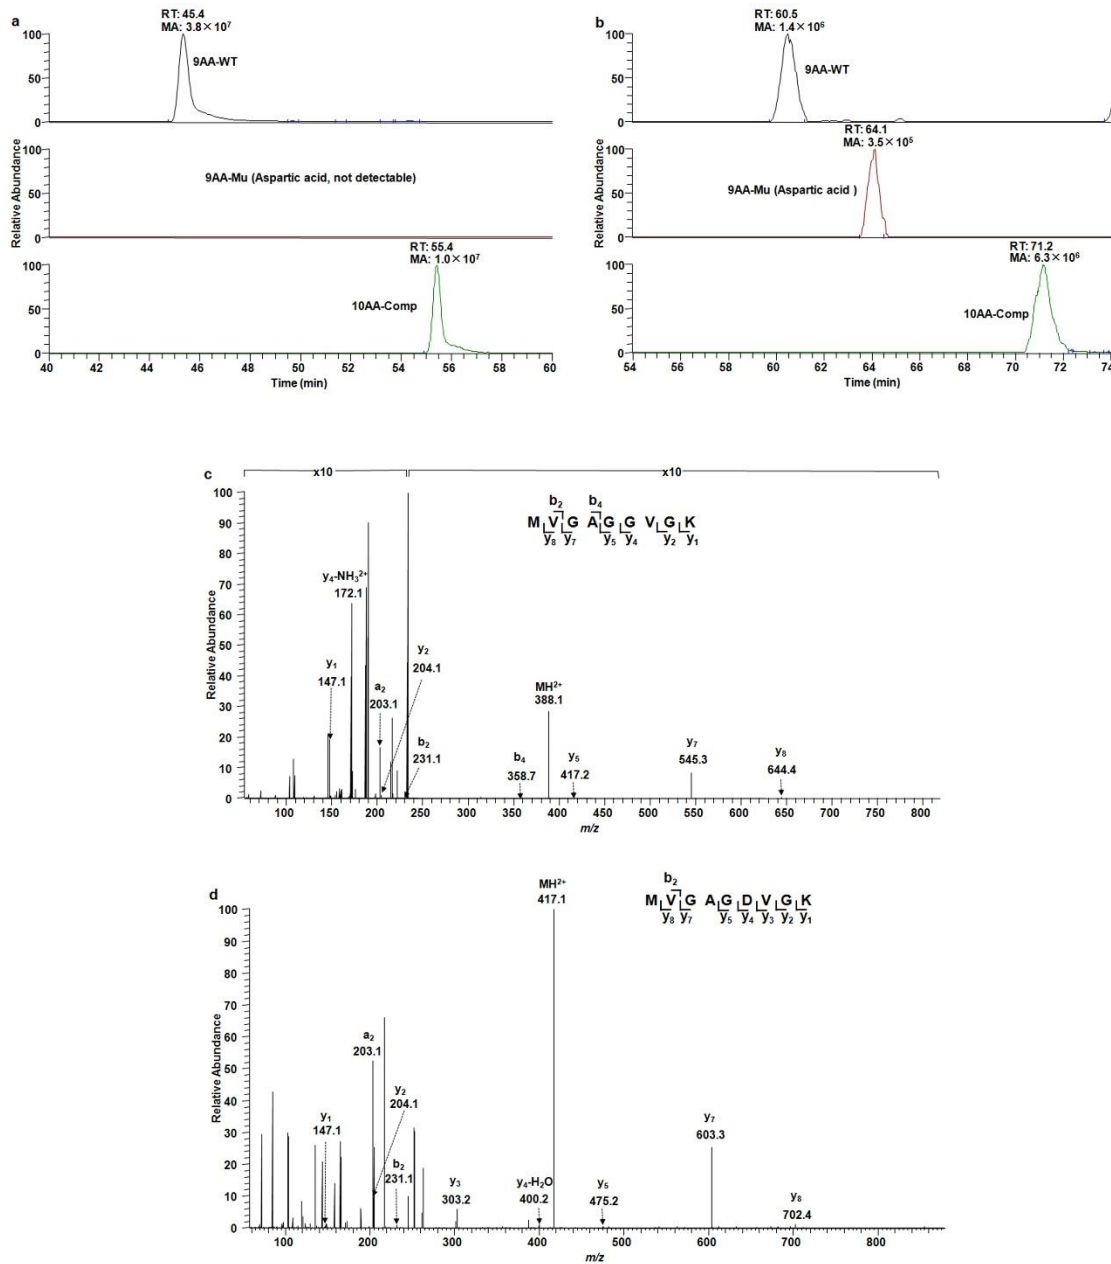 a
RT: 45.4
MA: 3.8×10⁷
9AA-WT
100
50
0
9AA-Mu (Aspartic acid, not detectable)
100
50
0
RT: 55.4
MA: 1.0×10⁷
10AA-Comp
100
50
0
Relative Abundance
40 42 44 46 48 50 52 54 56 58 60
Time (min)
b
RT: 60.5
MA: 1.4×10⁶
9AA-WT
100
50
0
RT: 64.1
MA: 3.5×10⁵
9AA-Mu (Aspartic acid )
100
50
0
RT: 71.2
MA: 6.3×10⁶
10AA-Comp
100
50
0
Relative Abundance
54 56 58 60 62 64 66 68 70 72 74
Time (min)
c
x10 x10
b₂ b₄
M V G A G G V G K
y₈ y₇ y₅ y₄ y₂ y₁
100
90
80
70
60
50
40
30
20
10
0
Relative Abundance
y₄-NH₃²⁺
172.1
y₁
147.1
a₂
203.1
y₂
204.1
b₂
231.1
b₄
358.7
MH²⁺
388.1
y₅
417.2
y₇
545.3
y₈
644.4
100 150 200 250 300 350 400 450 500 550 600 650 700 750 800
m/z
d
MH²⁺
417.1
b₂
M V G A G D V G K
y₈ y₇ y₅ y₄ y₃ y₂ y₁
100
90
80
70
60
50
40
30
20
10
0
Relative Abundance
y₁
147.1
a₂
203.1
y₂
204.1
b₂
231.1
y₃
303.2
y₄-H₂O
400.2
y₅
475.2
y₇
603.3
y₈
702.4
100 200 300 400 500 600 700 800
m/z